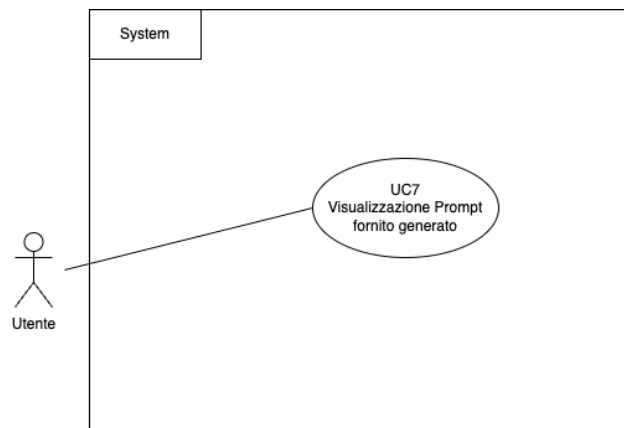 System
UC7
Visualizzazione Prompt
fornito generato
Utente